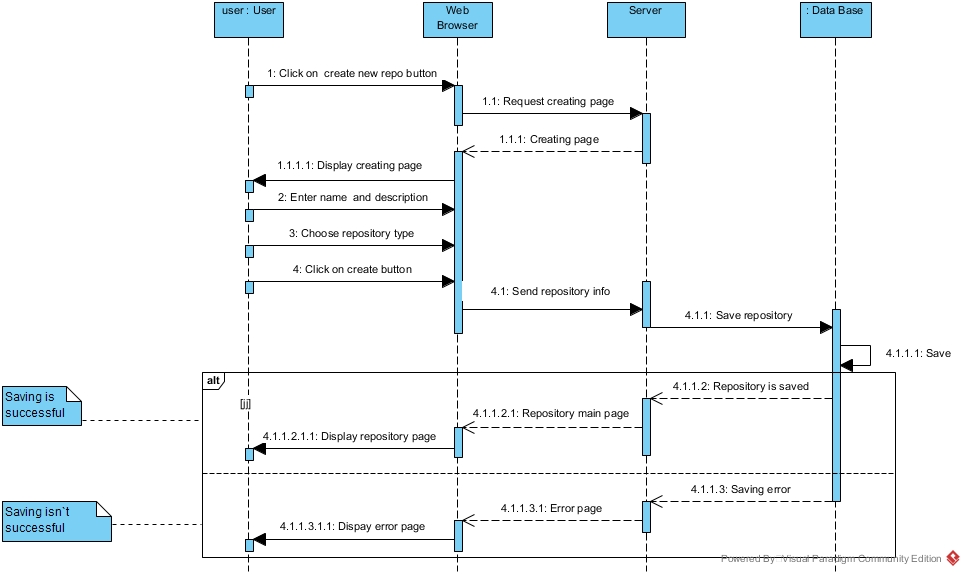 user : User
Web
Browser
Server
: Data Base
1: Click on create new repo button
1.1: Request creating page
1.1.1: Creating page
1.1.1.1: Display creating page
2: Enter name and description
3: Choose repository type
4: Click on create button
4.1: Send repository info
4.1.1: Save repository
4.1.1.1: Save
alt
Saving is
successful
[jj]
4.1.1.2: Repository is saved
4.1.1.2.1: Repository main page
4.1.1.2.1.1: Display repository page
4.1.1.3: Saving error
Saving isn`t
successful
4.1.1.3.1: Error page
4.1.1.3.1.1: Dispay error page
Powered By: Visual Paradigm Community Edition